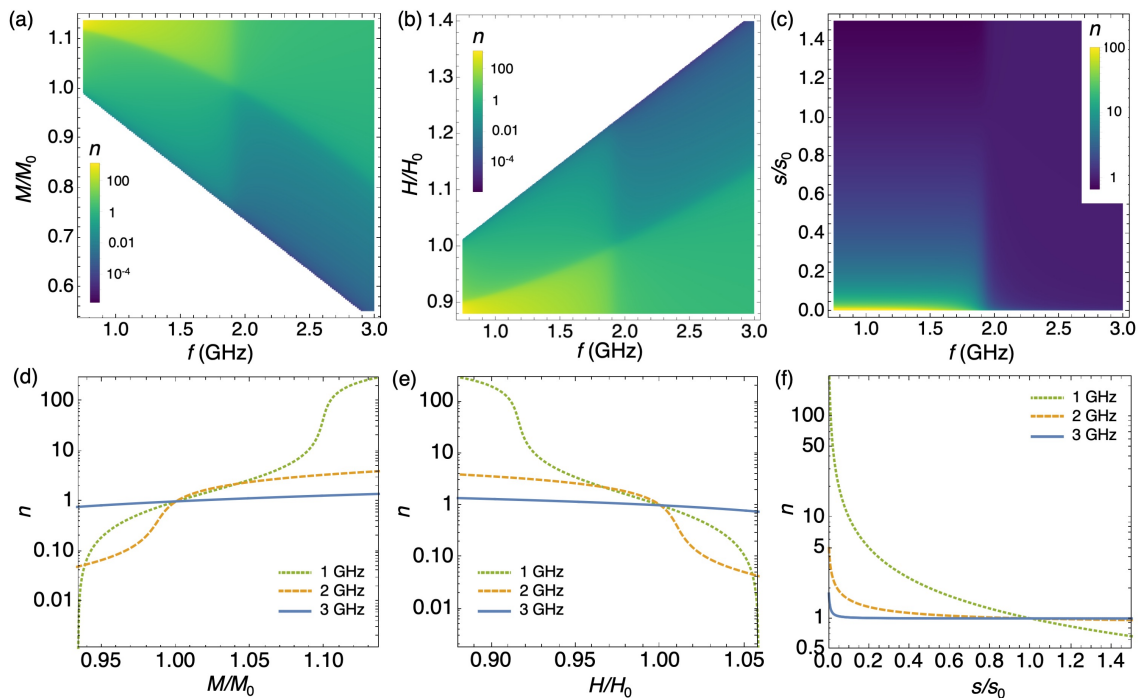 (a)
n
100
1
0.01
10⁻⁴
M/M₀
1.1
1.0
0.9
0.8
0.7
0.6
1.0 1.5 2.0 2.5 3.0
f (GHz)
(b)
n
100
1
0.01
10⁻⁴
H/H₀
1.4
1.3
1.2
1.1
1.0
0.9
1.0 1.5 2.0 2.5 3.0
f (GHz)
(c)
n
100
10
1
s/s₀
1.4
1.2
1.0
0.8
0.6
0.4
0.2
0.0
1.0 1.5 2.0 2.5 3.0
f (GHz)
(d)
n
100
10
1
0.10
0.01
1 GHz
2 GHz
3 GHz
0.95 1.00 1.05 1.10
M/M₀
(e)
n
100
10
1
0.10
0.01
1 GHz
2 GHz
3 GHz
0.90 0.95 1.00 1.05
H/H₀
(f)
n
100
50
10
5
1
0.5
1 GHz
2 GHz
3 GHz
0.0 0.2 0.4 0.6 0.8 1.0 1.2 1.4
s/s₀